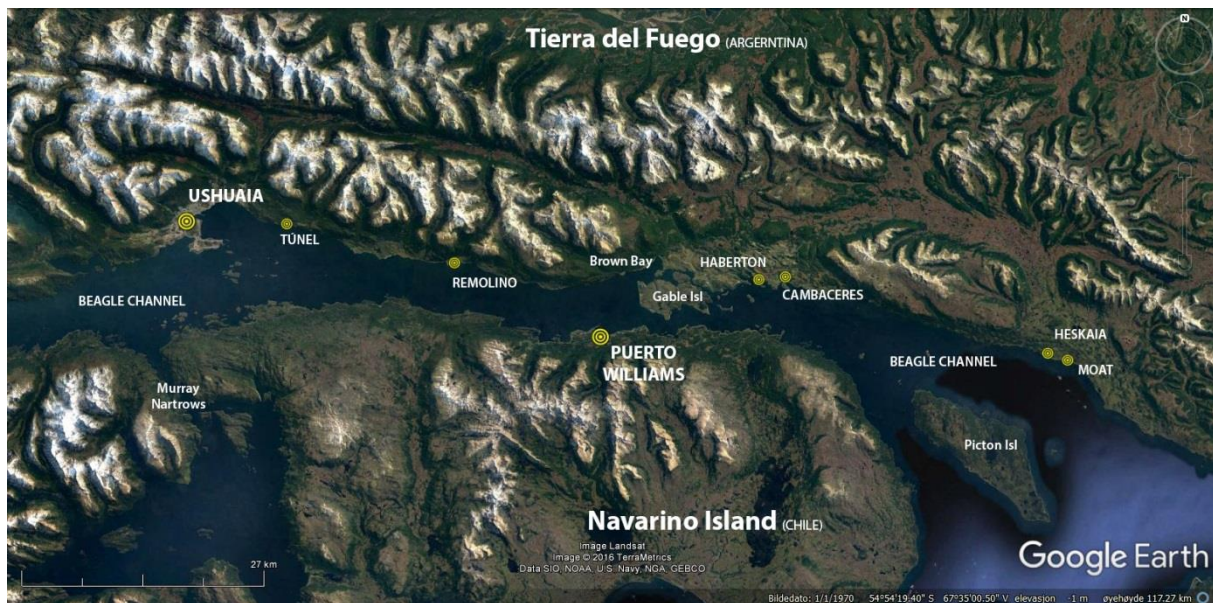 N
Tierra del Fuego (ARGERNTINA)
USHUAIA
TÚNEL
REMOLINO
Brown Bay
HABERTON
BEAGLE CHANNEL
Gable Isl
CAMBACERES
HESKAIA
PUERTO
WILLIAMS
BEAGLE CHANNEL
MOAT
Murray
Nartrows
Picton Isl
Navarino Island (CHILE)
Image Landsat
Image © 2016 TerraMetrics
Data SIO, NOAA, U.S. Navy, NGA, GEBCO
Google Earth
27 km
Bildedato: 1/1/1970 54°54'19.40" S 67°35'00.50" V elevasjon -1 m øyehøyde 117.27 km